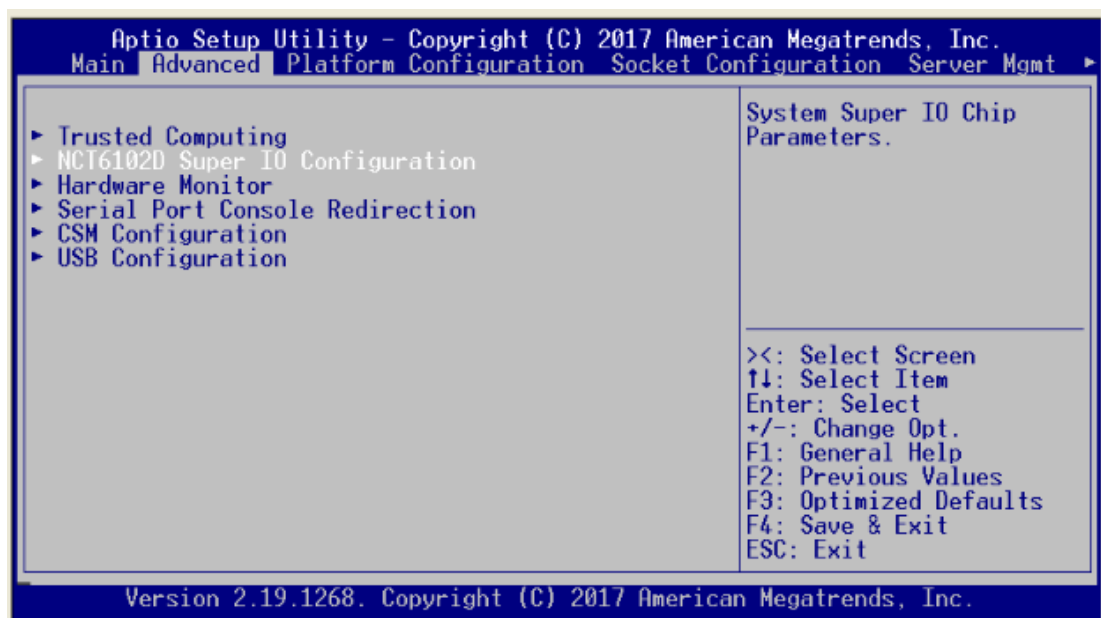 Aptio Setup Utility – Copyright (C) 2017 American Megatrends, Inc.
Main Advanced Platform Configuration Socket Configuration Server Mgmt ►
► Trusted Computing
► NCT6102D Super IO Configuration
► Hardware Monitor
► Serial Port Console Redirection
► CSM Configuration
► USB Configuration
System Super IO Chip
Parameters.
><: Select Screen
↑↓: Select Item
Enter: Select
+/-: Change Opt.
F1: General Help
F2: Previous Values
F3: Optimized Defaults
F4: Save & Exit
ESC: Exit
Version 2.19.1268. Copyright (C) 2017 American Megatrends, Inc.